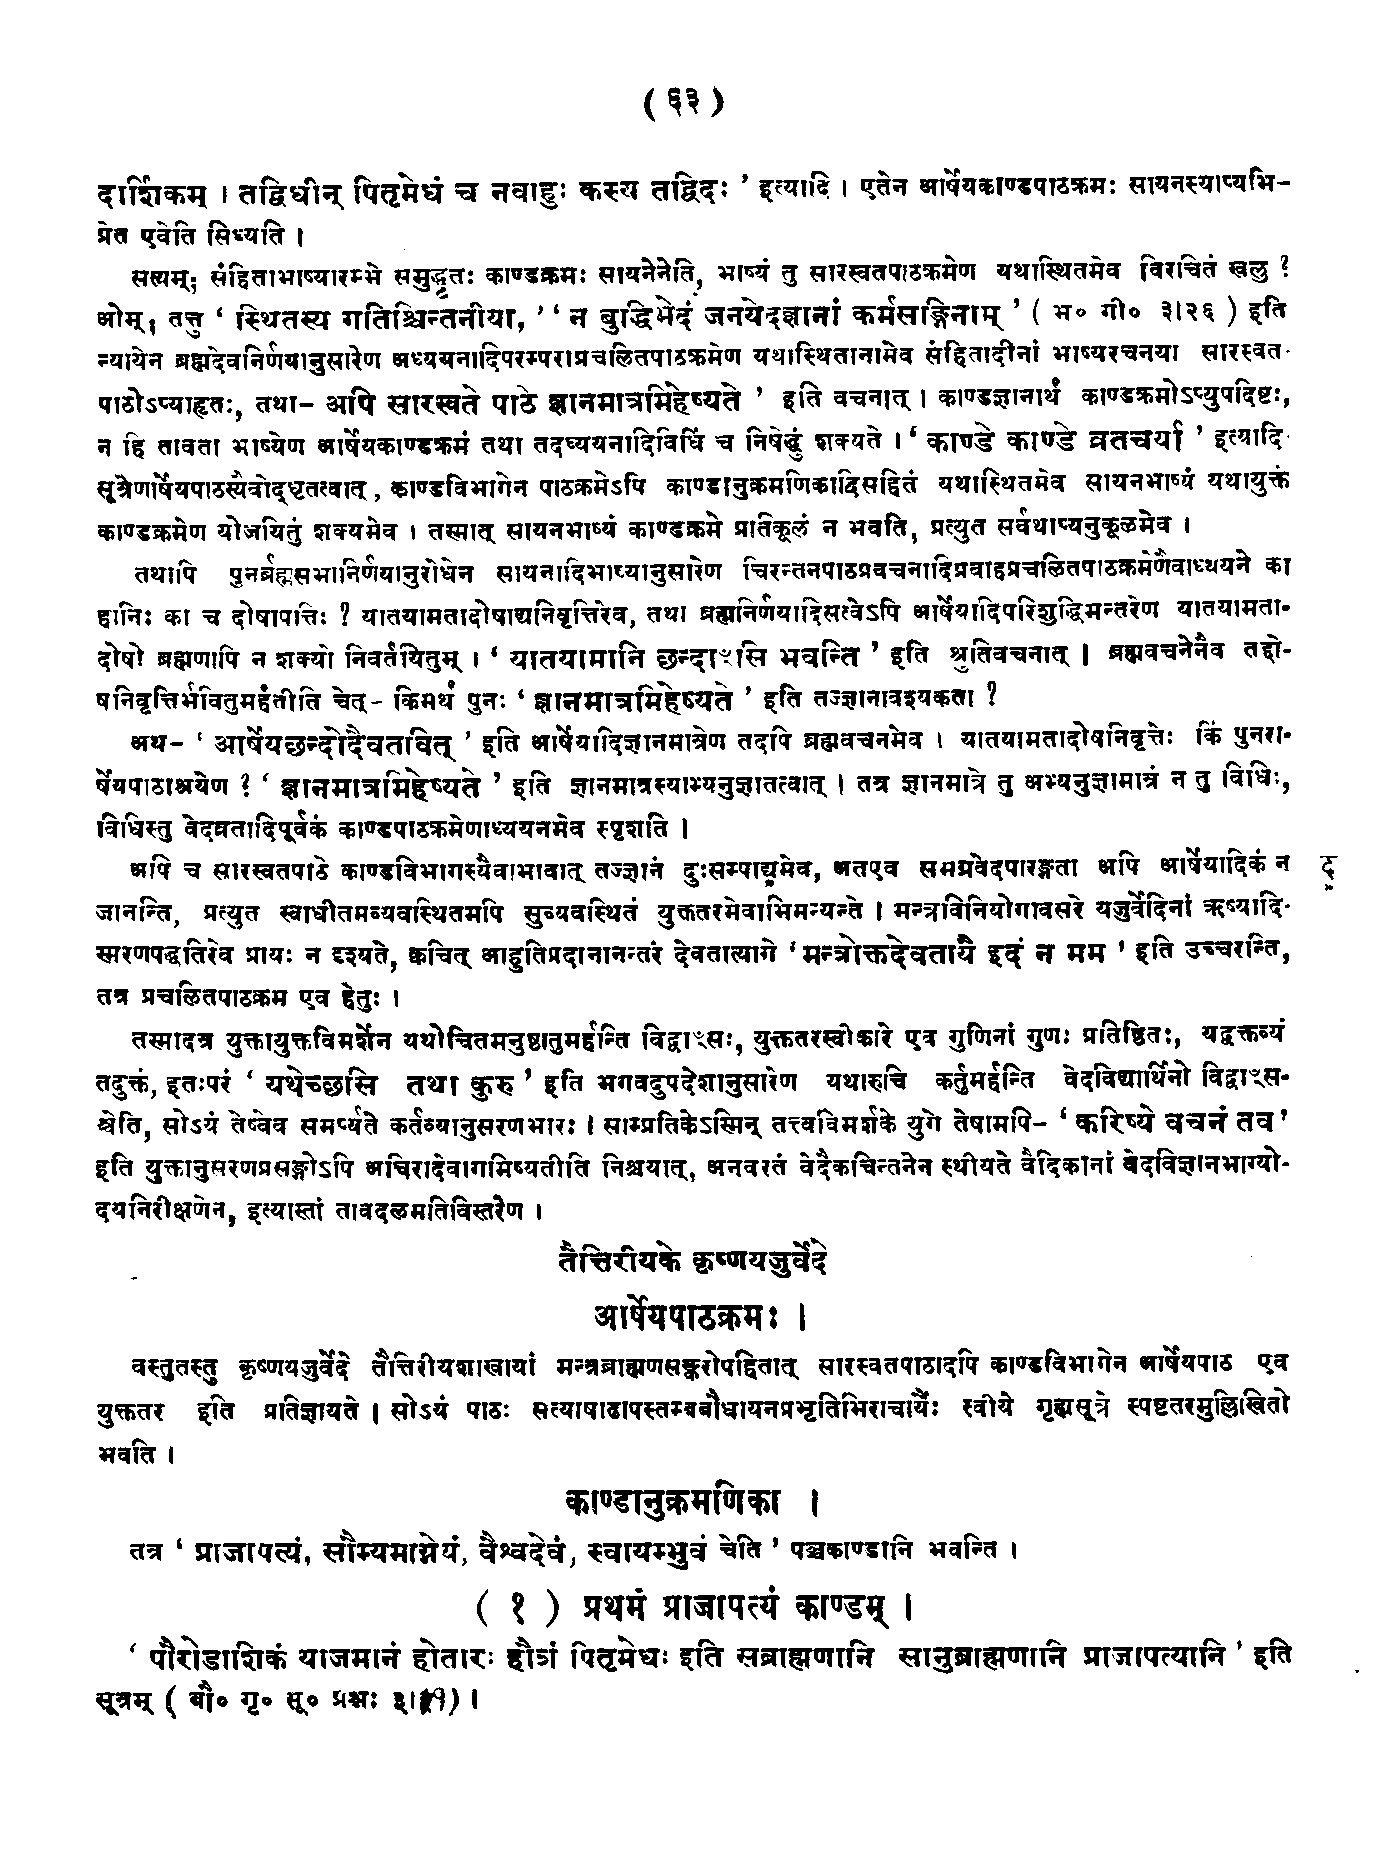 ( ६३ )
दार्शिकम् । तद्विधीन् पितृमेधं च नवाहुः कस्य तद्विदः ’ इत्यादि । एतेन आर्षेयकाण्डपाठक्रमः सायनस्याप्यभि-
प्रेत एवेति सिध्यति ।
सत्यम्; संहिताभाष्यारम्भे समुद्धृतः काण्डक्रमः सायनेनेति, भाष्यं तु सारस्वतपाठक्रमेण यथास्थितमेव विरचितं खलु ?
ओम्, तत्तु ‘ स्थितस्य गतिश्चिन्तनीया, ’ ‘ न बुद्धिभेदं जनयेदज्ञानां कर्मसङ्गिनाम् ’ ( भ० गी० ३।२६ ) इति
न्यायेन ब्रह्मदेवनिर्णयानुसारेण अध्ययनादिपरम्पराप्रचलितपाठक्रमेण यथास्थितानामेव संहितादीनां भाष्यरचनया सारस्वत-
पाठोऽप्यादृतः, तथा- अपि सारस्वते पाठे ज्ञानमात्रमिहेष्यते ’ इति वचनात् । काण्डज्ञानार्थं काण्डक्रमोऽप्युपदिष्टः,
न हि तावता भाष्येण आर्षेयकाण्डक्रमं तथा तदध्ययनादिविधिं च निषेद्धुं शक्यते । ‘ काण्डे काण्डे व्रतचर्या ’ इत्यादि-
सूत्रेणार्षेयपाठस्यैवोद्धृतत्वात्, काण्डविभागेन पाठक्रमेऽपि काण्डानुक्रमणिकादिसहितं यथास्थितमेव सायनभाष्यं यथायुक्तं
काण्डक्रमेण योजयितुं शक्यमेव । तस्मात् सायनभाष्यं काण्डक्रमे प्रतिकूलं न भवति, प्रत्युत सर्वथाप्यनुकूलमेव ।
तथापि पुनर्ब्रह्मसभानिर्णयानुरोधेन सायनादिभाष्यानुसारेण चिरन्तनपाठप्रवचनादिप्रवाहप्रचलितपाठक्रमेणैवाध्ययने का
हानिः का च दोषापत्तिः ? यातयामतादोषाद्यनिवृत्तिरेव, तथा ब्रह्मनिर्णयादिसत्वेऽपि आर्षेयादिपरिशुद्धिमन्तरेण यातयामता-
दोषो ब्रह्मणापि न शक्यो निवर्तयितुम् । ‘ यातयामानि छन्दाꣳसि भवन्ति ’ इति श्रुतिवचनात् । ब्रह्मवचनेनैव तद्दो-
षनिवृत्तिर्भवितुमर्हतीति चेत्- किमर्थं पुनः ‘ ज्ञानमात्रमिहेष्यते ’ इति तज्ज्ञानावश्यकता ?
अथ- ‘ आर्षेयछन्दोदैवतवित् ’ इति आर्षेयादिज्ञानमात्रेण तदपि ब्रह्मवचनमेव । यातयामतादोषनिवृत्तेः किं पुनरा-
र्षेयपाठाश्रयेण ? ‘ ज्ञानमात्रमिहेष्यते ’ इति ज्ञानमात्रस्याभ्यनुज्ञातत्वात् । तत्र ज्ञानमात्रे तु अभ्यनुज्ञामात्रं न तु विधिः,
विधिस्तु वेदव्रतादिपूर्वकं काण्डपाठक्रमेणाध्ययनमेव स्पृशति ।
अपि च सारस्वतपाठे काण्डविभागस्यैवाभावात् तज्ज्ञानं दुःसम्पाद्यमेव, अतएव समग्रवेदपारङ्गता अपि आर्षेयादिकं न
जानन्ति, प्रत्युत स्वाधीतमव्यवस्थितमपि सुव्यवस्थितं युक्ततरमेवाभिमन्यन्ते । मन्त्रविनियोगावसरे यजुर्वेदिनां ऋष्यादि-
स्मरणपद्धतिरेव प्रायः न दृश्यते, क्वचित् आहुतिप्रदानानन्तरं देवतात्यागे ‘ मन्त्रोक्तदेवतायै इदं न मम ’ इति उच्चरन्ति,
तत्र प्रचलितपाठक्रम एव हेतुः ।
तस्मादत्र युक्तायुक्तविमर्शेन यथोचितमनुष्ठातुमर्हन्ति विद्वाꣳसः, युक्ततरस्वीकारे एव गुणिनां गुणः प्रतिष्ठितः, यद्वक्तव्यं
तदुक्तं, इतःपरं ‘ यथेच्छसि तथा कुरु ’ इति भगवदुपदेशानुसारेण यथारुचि कर्तुमर्हन्ति वेदविद्यार्थिनो विद्वाꣳस-
श्चेति, सोऽयं तेष्वेव समर्प्यते कर्तव्यानुसरणभारः । साम्प्रतिकेऽस्मिन् तत्त्वविमर्शके युगे तेषामपि- ‘ करिष्ये वचनं तव ’
इति युक्तानुसरणप्रसङ्गोऽपि अचिरादेवागमिष्यतीति निश्चयात्, अनवरतं वेदैकचिन्तनेन स्थीयते वैदिकानां वेदविज्ञानभाग्यो-
दयनिरीक्षणेन, इत्यास्तां तावदलमतिविस्तरेण ।
तैत्तिरीयके कृष्णयजुर्वेदे
आर्षेयपाठक्रमः ।
वस्तुतस्तु कृष्णयजुर्वेदे तैत्तिरीयशाखायां मन्त्रब्राह्मणसङ्करोपहितात् सारस्वतपाठादपि काण्डविभागेन आर्षेयपाठ एव
युक्ततर इति प्रतिज्ञायते । सोऽयं पाठः सत्याषाढापस्तम्बबौधायनप्रभृतिभिराचार्यैः स्वीये गृह्यसूत्रे स्पष्टतरमुल्लिखितो
भवति ।
काण्डानुक्रमणिका ।
तत्र ‘ प्राजापत्यं, सौम्यमाग्नेयं, वैश्वदेवं, स्वायम्भुवं चेति ’ पञ्चकाण्डानि भवन्ति ।
( १ ) प्रथमं प्राजापत्यं काण्डम् ।
‘ पौरोडाशिकं याजमानं होतारः हौत्रं पितृमेधः इति सब्राह्मणानि सानुब्राह्मणानि प्राजापत्यानि ’ इति
सूत्रम् ( बौ० गृ० सू० प्रश्नः ३।१) ।